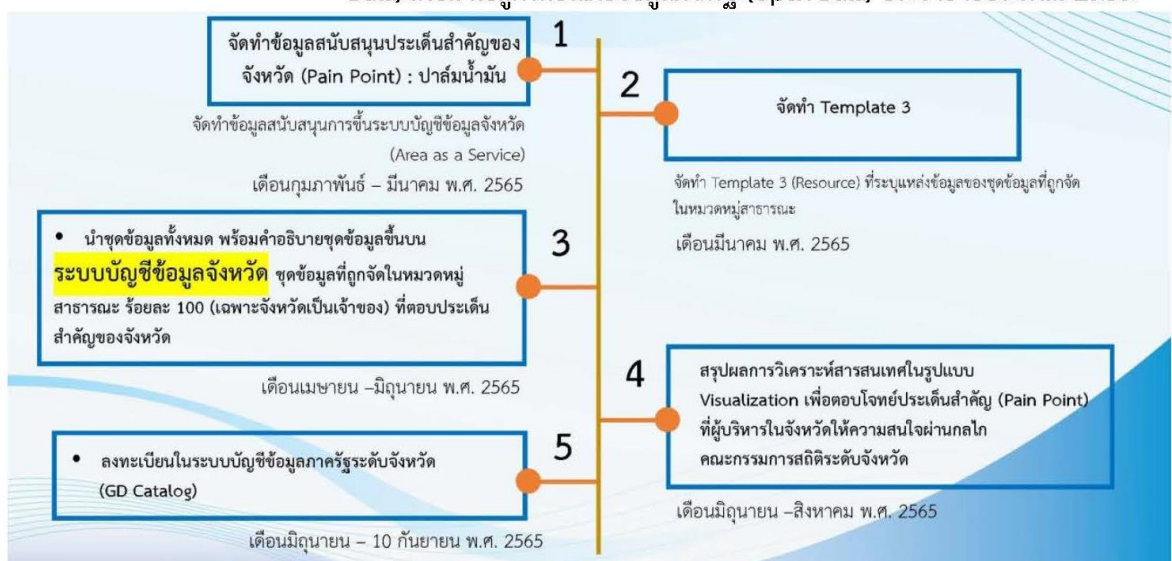 (Open Data)
1
จัดทำข้อมูลสนับสนุนประเด็นสำคัญของ
จังหวัด (Pain Point) : ปาล์มน้ำมัน
จัดทำข้อมูลสนับสนุนการขึ้นระบบบัญชีข้อมูลจังหวัด
(Area as a Service)
เดือนกุมภาพันธ์ – มีนาคม พ.ศ. 2565
2
จัดทำ Template 3
จัดทำ Template 3 (Resource) ที่ระบุแหล่งข้อมูลของชุดข้อมูลที่ถูกจัด
ในหมวดหมู่สาธารณะ
เดือนมีนาคม พ.ศ. 2565
3
• นำชุดข้อมูลทั้งหมด พร้อมคำอธิบายชุดข้อมูลขึ้นบน
ระบบบัญชีข้อมูลจังหวัด ชุดข้อมูลที่ถูกจัดในหมวดหมู่
สาธารณะ ร้อยละ 100 (เฉพาะจังหวัดเป็นเจ้าของ) ที่ตอบประเด็น
สำคัญของจังหวัด
เดือนเมษายน –มิถุนายน พ.ศ. 2565
4
สรุปผลการวิเคราะห์สารสนเทศในรูปแบบ
Visualization เพื่อตอบโจทย์ประเด็นสำคัญ (Pain Point)
ที่ผู้บริหารในจังหวัดให้ความสนใจผ่านกลไก
คณะกรรมการสถิติระดับจังหวัด
เดือนมิถุนายน –สิงหาคม พ.ศ. 2565
5
• ลงทะเบียนในระบบบัญชีข้อมูลภาครัฐระดับจังหวัด
(GD Catalog)
เดือนมิถุนายน – 10 กันยายน พ.ศ. 2565